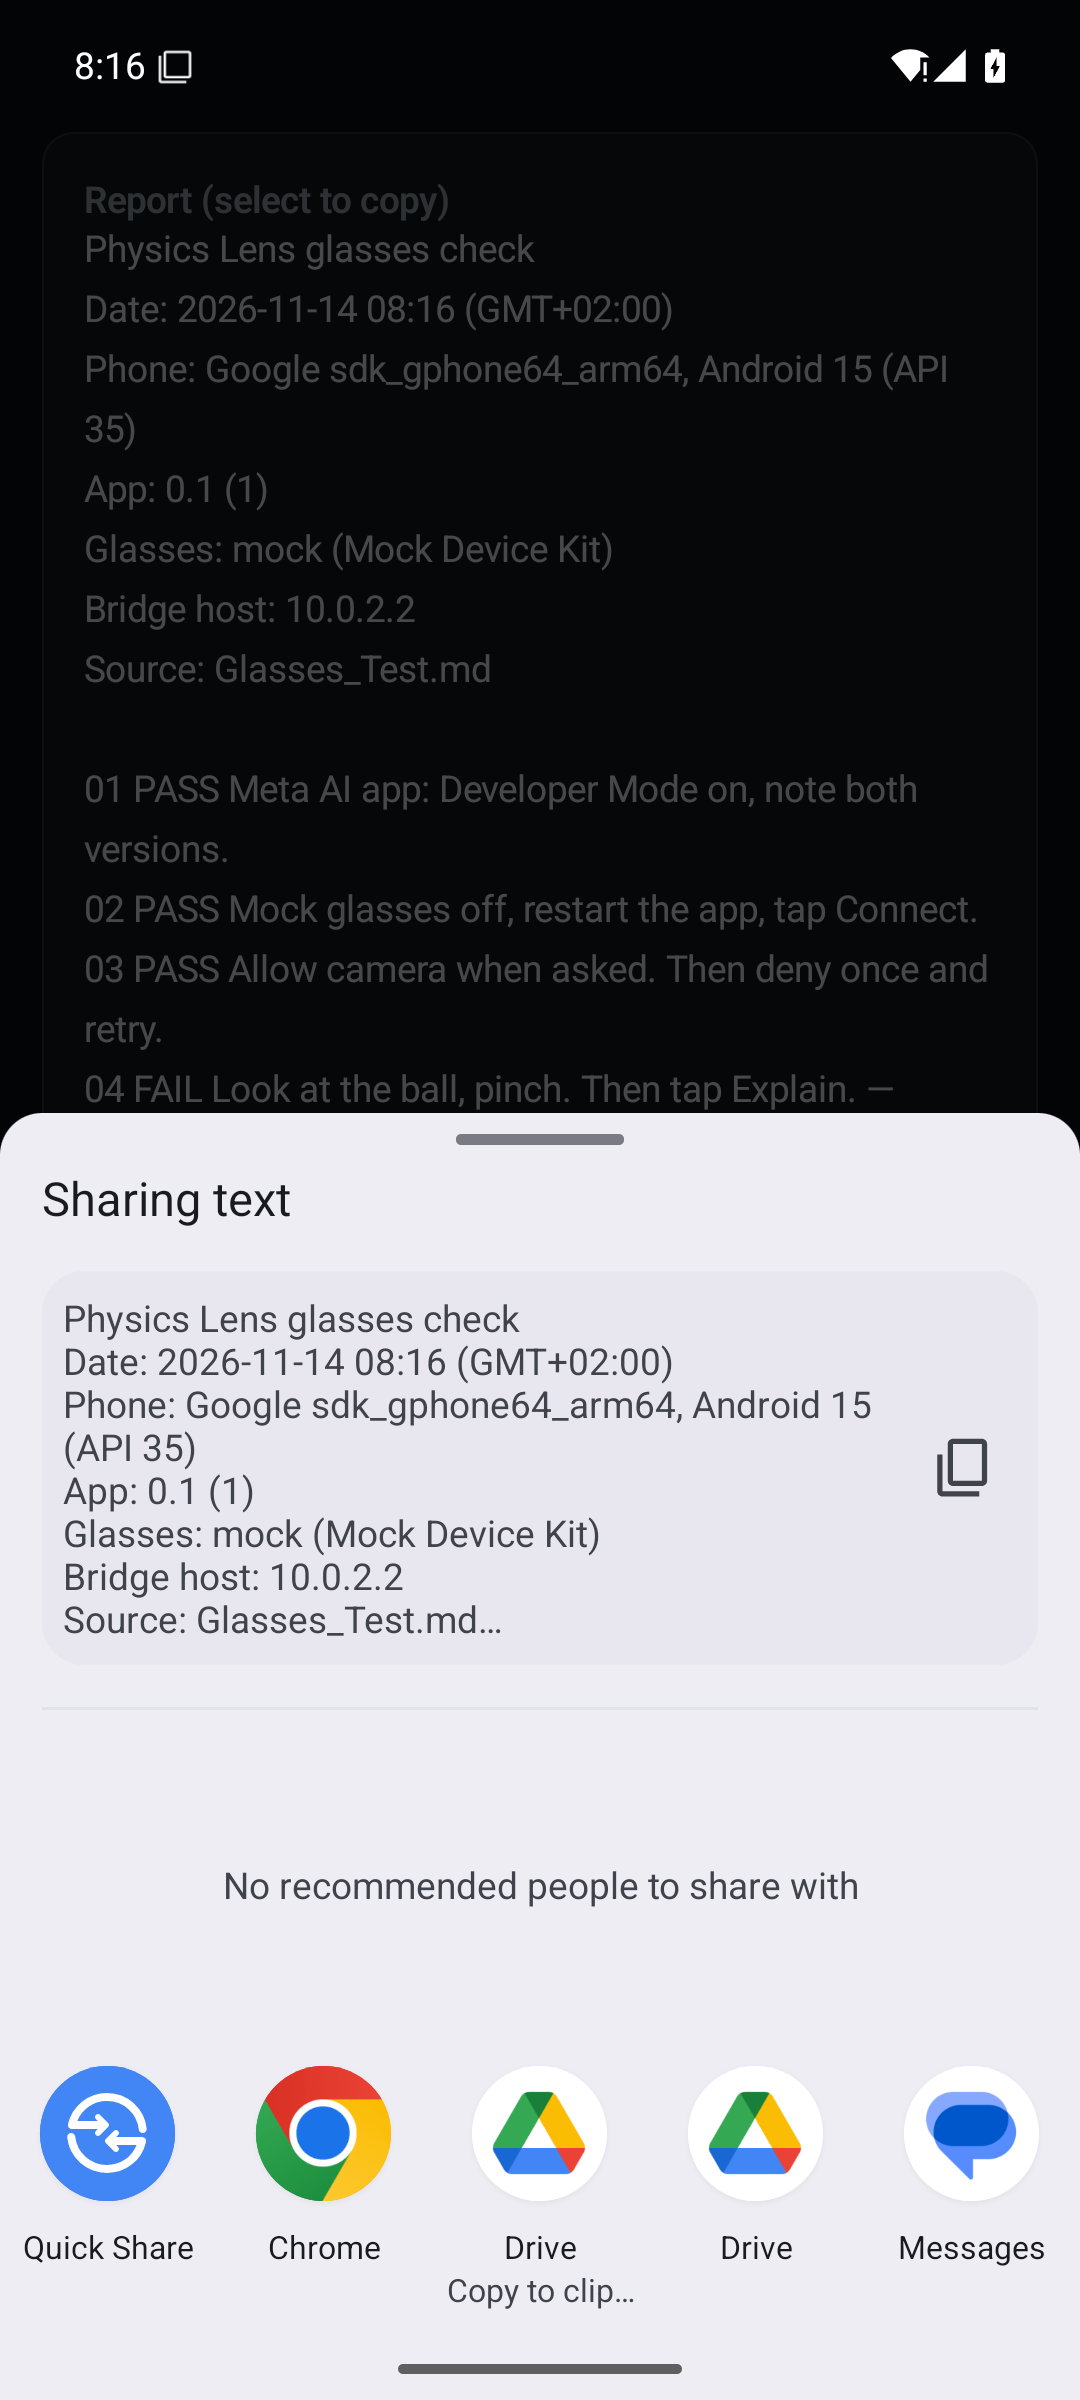 8:16
Report (select to copy)
Physics Lens glasses check
Date: 2026-11-14 08:16 (GMT+02:00)
Phone: Google sdk_gphone64_arm64, Android 15 (API
35)
App: 0.1 (1)
Glasses: mock (Mock Device Kit)
Bridge host: 10.0.2.2
Source: Glasses_Test.md
01 PASS Meta AI app: Developer Mode on, note both
versions.
02 PASS Mock glasses off, restart the app, tap Connect.
03 PASS Allow camera when asked. Then deny once and
retry.
04 FAIL Look at the ball, pinch. Then tap Explain. —
Sharing text
Physics Lens glasses check
Date: 2026-11-14 08:16 (GMT+02:00)
Phone: Google sdk_gphone64_arm64, Android 15
(API 35)
App: 0.1 (1)
Glasses: mock (Mock Device Kit)
Bridge host: 10.0.2.2
Source: Glasses_Test.md…
No recommended people to share with
Quick Share
Chrome
Drive
Copy to clip…
Drive
Messages